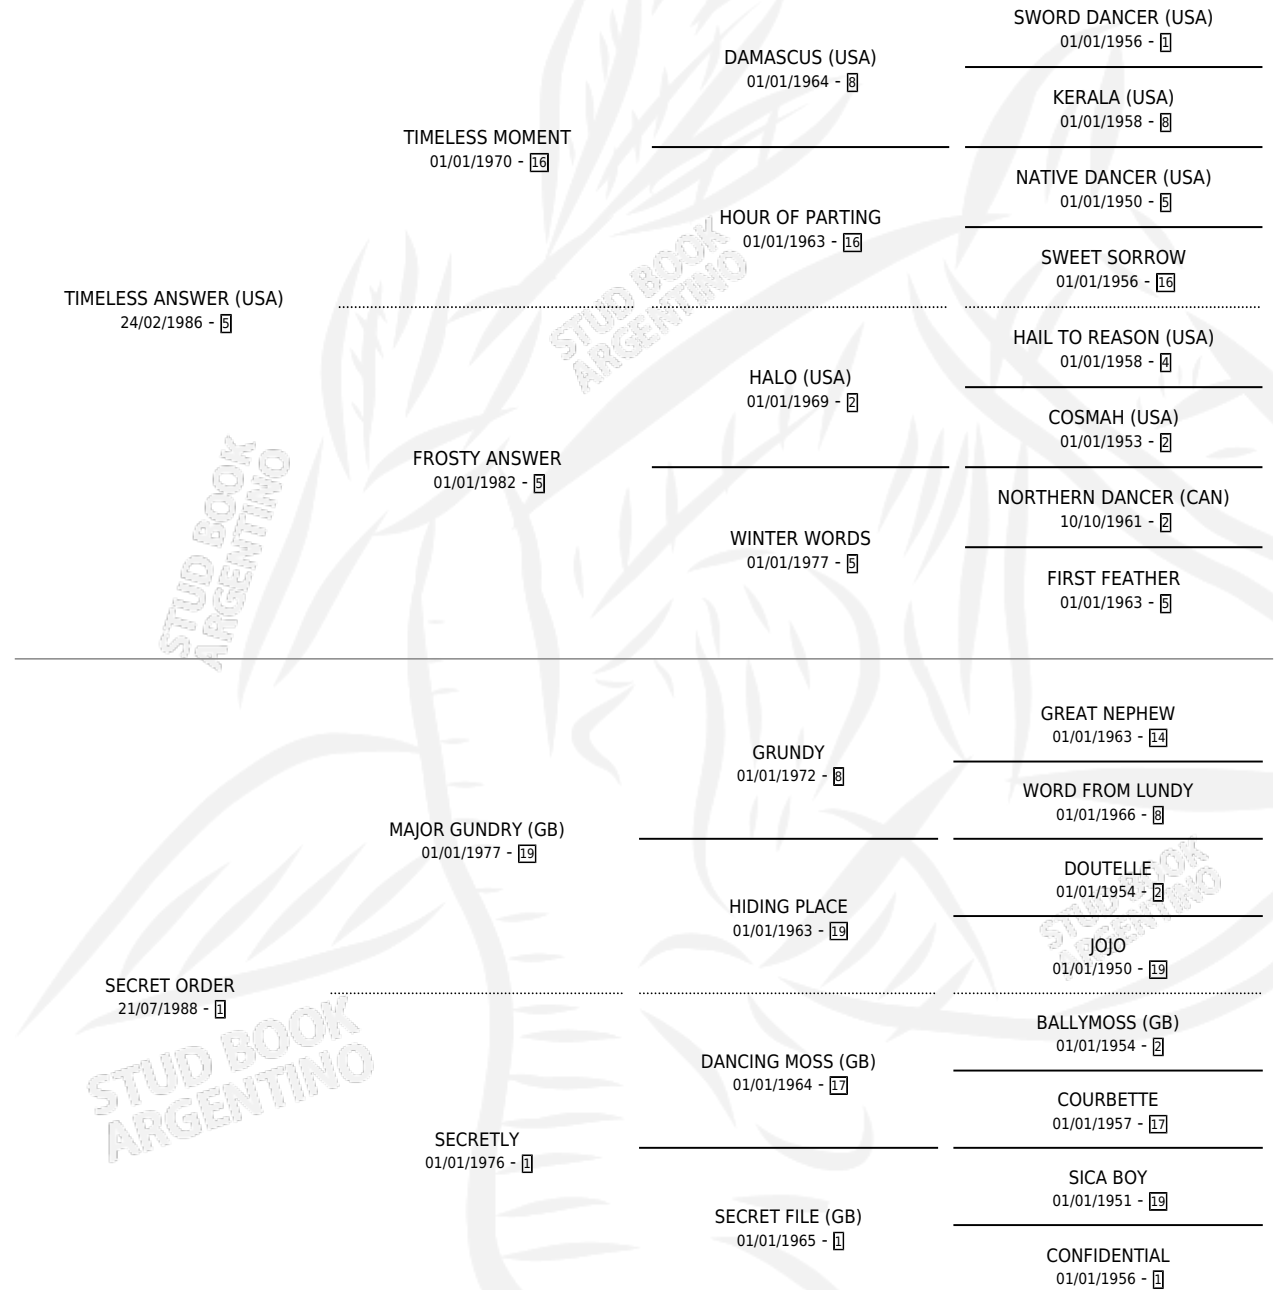 SWORD DANCER (USA)
01/01/1956 - 1
DAMASCUS (USA)
01/01/1964 - 8
KERALA (USA)
01/01/1958 - 8
TIMELESS MOMENT
01/01/1970 - 16
NATIVE DANCER (USA)
01/01/1950 - 5
HOUR OF PARTING
01/01/1963 - 16
SWEET SORROW
01/01/1956 - 16
TIMELESS ANSWER (USA)
24/02/1986 - 5
HAIL TO REASON (USA)
01/01/1958 - 4
HALO (USA)
01/01/1969 - 2
COSMAH (USA)
01/01/1953 - 2
FROSTY ANSWER
01/01/1982 - 5
NORTHERN DANCER (CAN)
10/10/1961 - 2
WINTER WORDS
01/01/1977 - 5
FIRST FEATHER
01/01/1963 - 5
GREAT NEPHEW
01/01/1963 - 14
GRUNDY
01/01/1972 - 8
WORD FROM LUNDY
01/01/1966 - 8
MAJOR GUNDRY (GB)
01/01/1977 - 19
DOUTELLE
01/01/1954 - 2
HIDING PLACE
01/01/1963 - 19
JOJO
01/01/1950 - 19
SECRET ORDER
21/07/1988 - 1
BALLYMOSS (GB)
01/01/1954 - 2
DANCING MOSS (GB)
01/01/1964 - 17
COURBETTE
01/01/1957 - 17
SECRETLY
01/01/1976 - 1
SICA BOY
01/01/1951 - 19
SECRET FILE (GB)
01/01/1965 - 1
CONFIDENTIAL
01/01/1956 - 1
STUD BOOK
ARGENTINO
STUD BOOK
ARGENTINO
STUD BOOK
ARGENTINO
STUD BOOK
ARGENTINO